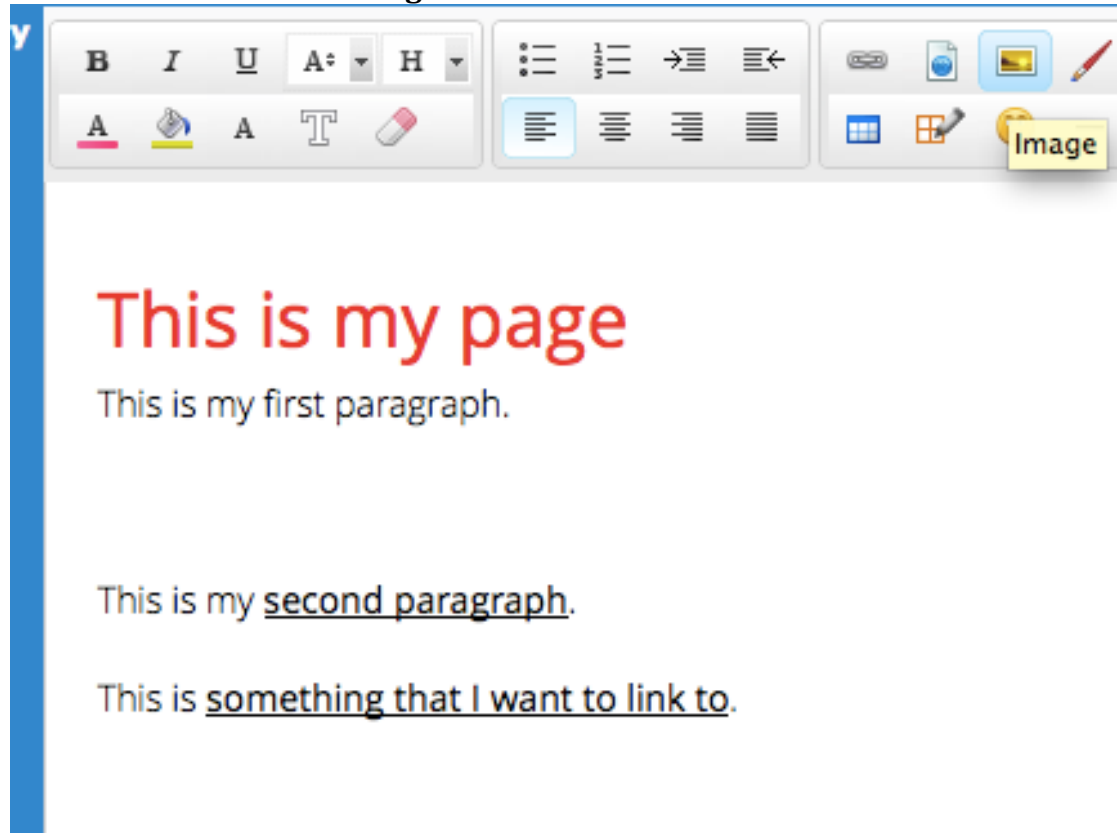 y
B I U A H
A A T
Image
This is my page
This is my first paragraph.
This is my second paragraph.
This is something that I want to link to.